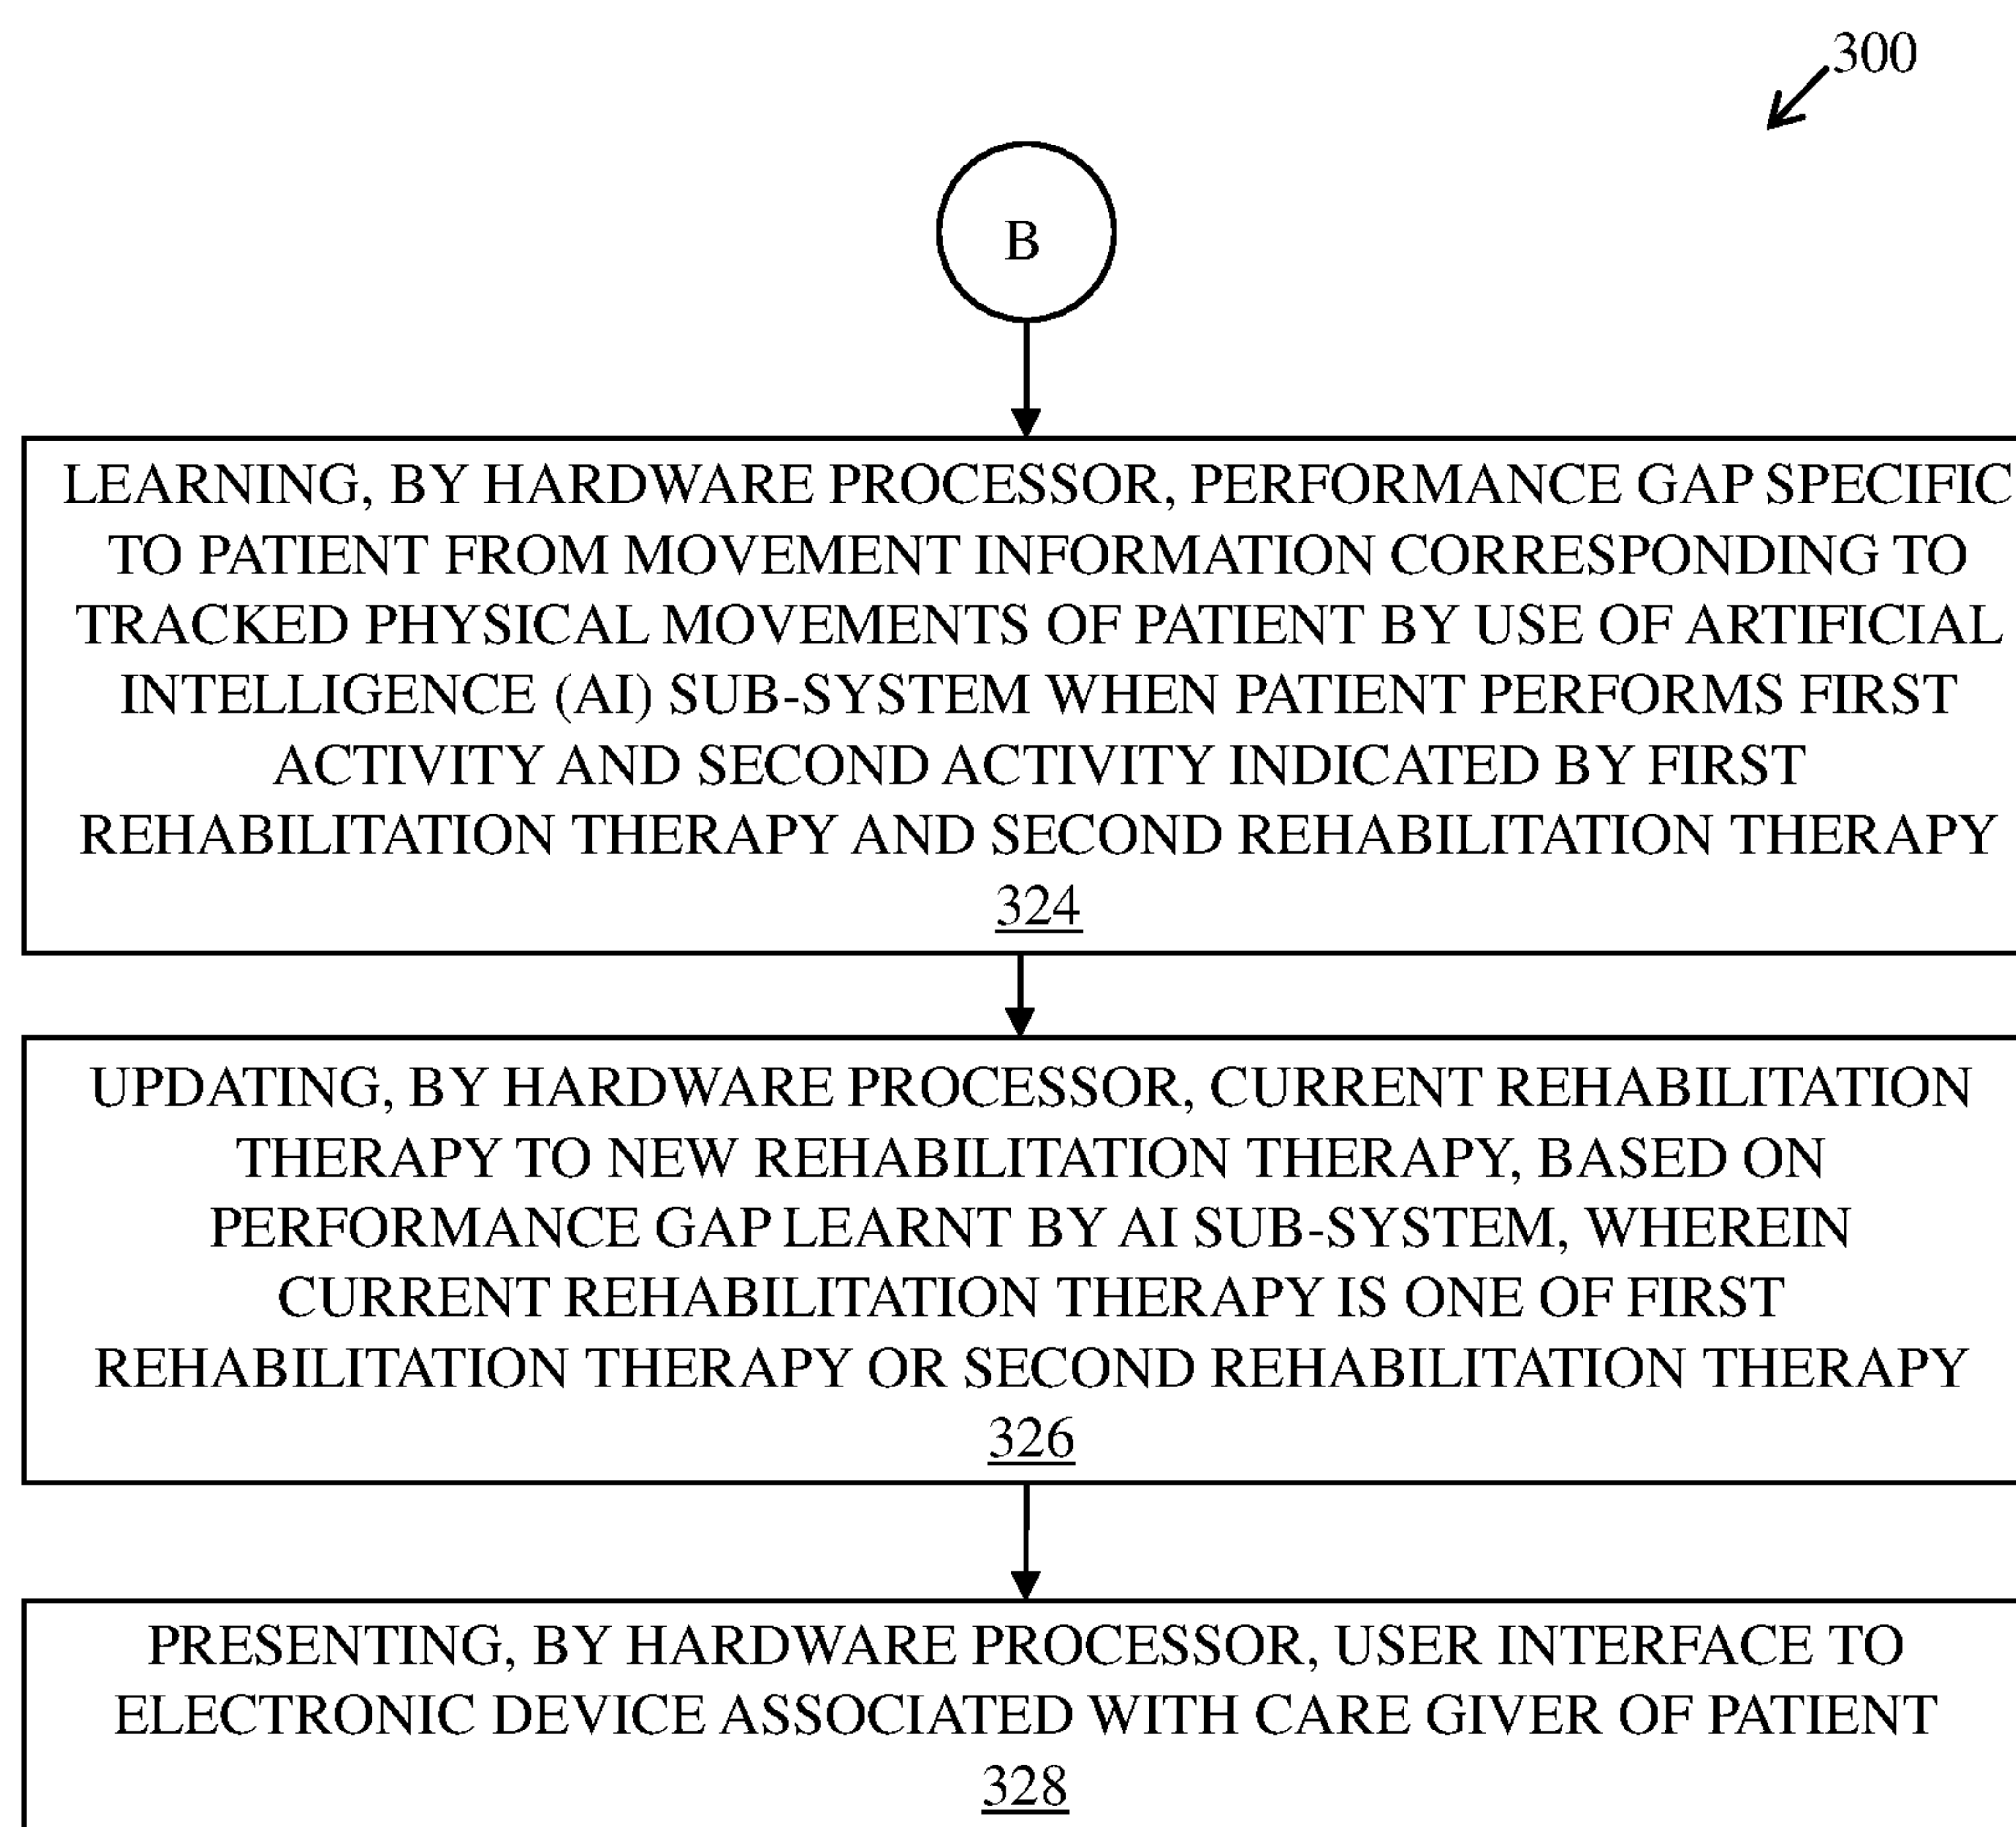 300
B
LEARNING, BY HARDWARE PROCESSOR, PERFORMANCE GAP SPECIFIC
TO PATIENT FROM MOVEMENT INFORMATION CORRESPONDING TO
TRACKED PHYSICAL MOVEMENTS OF PATIENT BY USE OF ARTIFICIAL
INTELLIGENCE (AI) SUB-SYSTEM WHEN PATIENT PERFORMS FIRST
ACTIVITY AND SECOND ACTIVITY INDICATED BY FIRST
REHABILITATION THERAPY AND SECOND REHABILITATION THERAPY
324
UPDATING, BY HARDWARE PROCESSOR, CURRENT REHABILITATION
THERAPY TO NEW REHABILITATION THERAPY, BASED ON
PERFORMANCE GAP LEARNT BY AI SUB-SYSTEM, WHEREIN
CURRENT REHABILITATION THERAPY IS ONE OF FIRST
REHABILITATION THERAPY OR SECOND REHABILITATION THERAPY
326
PRESENTING, BY HARDWARE PROCESSOR, USER INTERFACE TO
ELECTRONIC DEVICE ASSOCIATED WITH CARE GIVER OF PATIENT
328